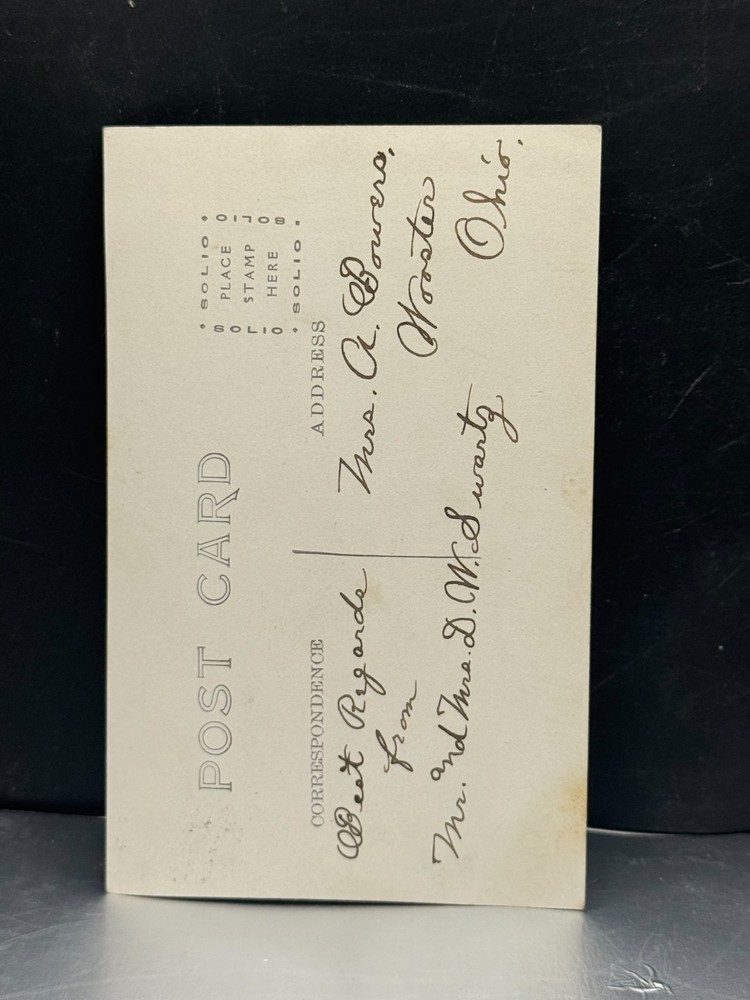 POST CARD
SOLIO
SOLIO
PLACE
STAMP
HERE
SOLIO
SOLIO
CORRESPONDENCE
ADDRESS
Best Regards
from
Mr. and Mrs. D. W. Swartz
Mrs. A. Bowers,
Wooster
Ohio.